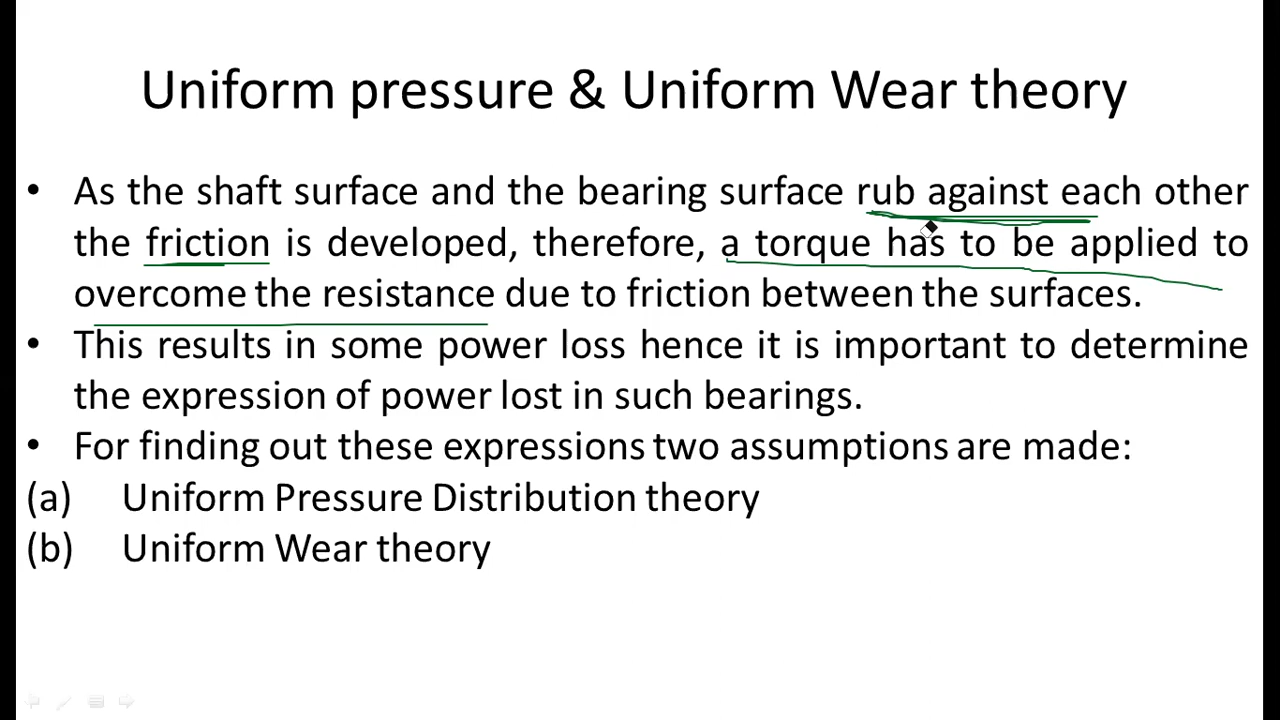 Uniform pressure & Uniform Wear theory
• As the shaft surface and the bearing surface rub against each other
the friction is developed, therefore, a torque has to be applied to
overcome the resistance due to friction between the surfaces.
• This results in some power loss hence it is important to determine
the expression of power lost in such bearings.
• For finding out these expressions two assumptions are made:
(a) Uniform Pressure Distribution theory
(b) Uniform Wear theory